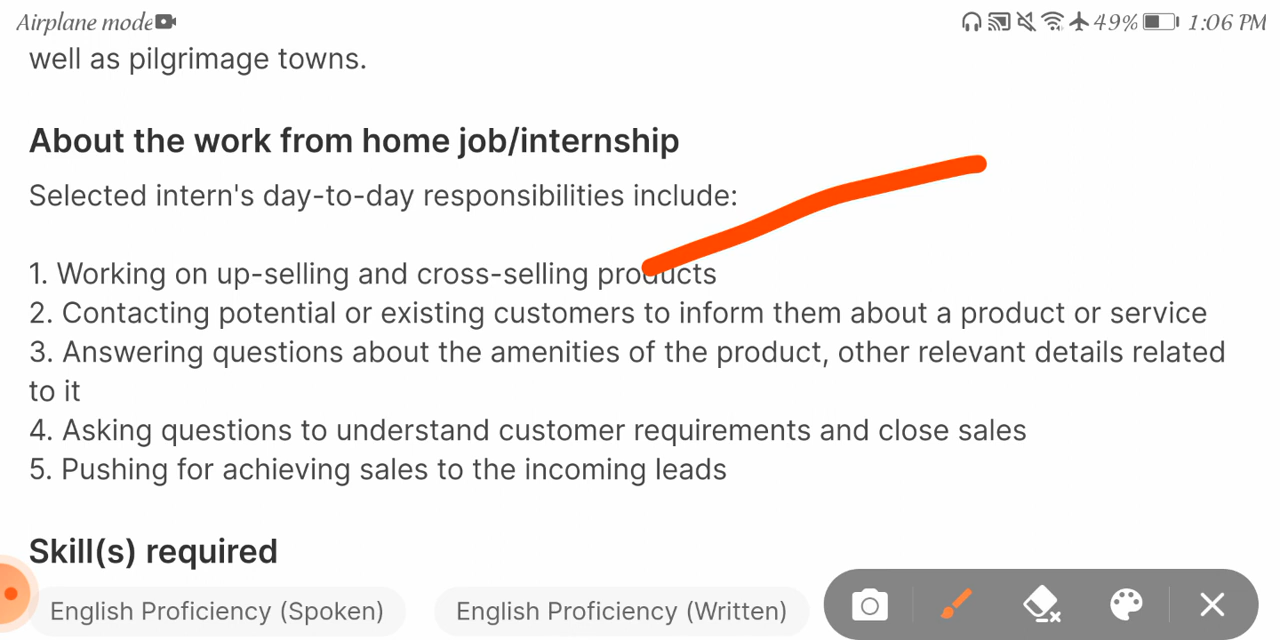 Airplane mode 49% 1:06 PM
well as pilgrimage towns.
About the work from home job/internship
Selected intern's day-to-day responsibilities include:
1. Working on up-selling and cross-selling products
2. Contacting potential or existing customers to inform them about a product or service
3. Answering questions about the amenities of the product, other relevant details related
to it
4. Asking questions to understand customer requirements and close sales
5. Pushing for achieving sales to the incoming leads
Skill(s) required
English Proficiency (Spoken) English Proficiency (Written)